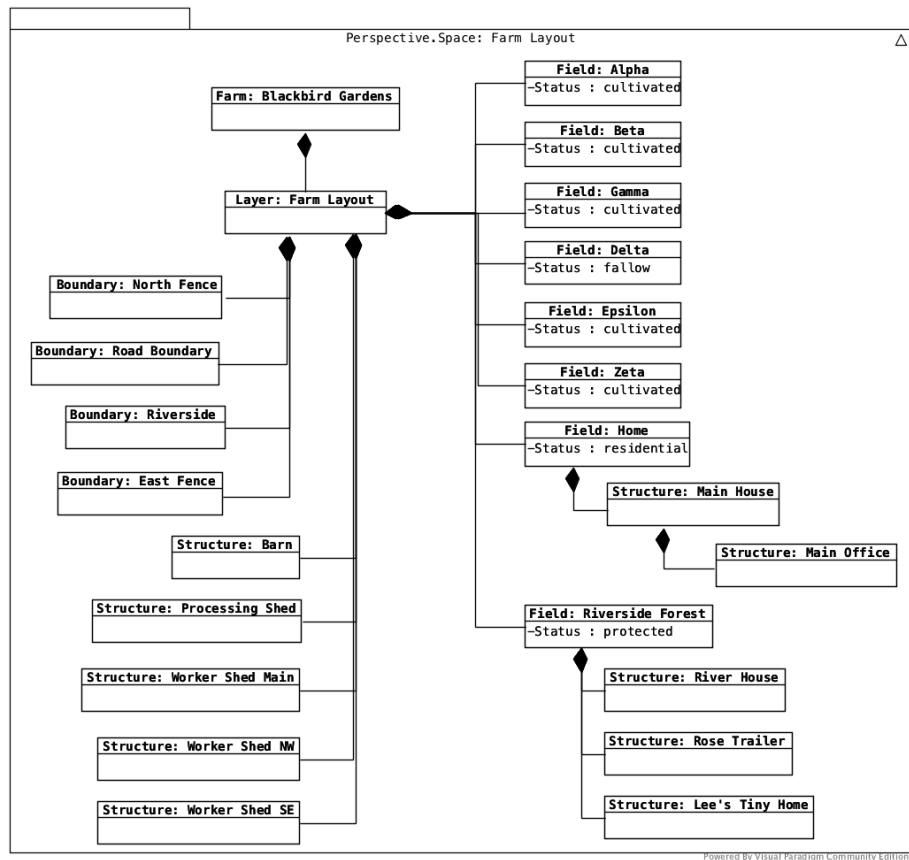 Perspective.Space: Farm Layout
Farm: Blackbird Gardens
Layer: Farm Layout
Boundary: North Fence
Boundary: Road Boundary
Boundary: Riverside
Boundary: East Fence
Structure: Barn
Structure: Processing Shed
Structure: Worker Shed Main
Structure: Worker Shed NW
Structure: Worker Shed SE
Field: Alpha
−Status : cultivated
Field: Beta
−Status : cultivated
Field: Gamma
−Status : cultivated
Field: Delta
−Status : fallow
Field: Epsilon
−Status : cultivated
Field: Zeta
−Status : cultivated
Field: Home
−Status : residential
Structure: Main House
Structure: Main Office
Field: Riverside Forest
−Status : protected
Structure: River House
Structure: Rose Trailer
Structure: Lee's Tiny Home
Powered By Visual Paradigm Community Edition